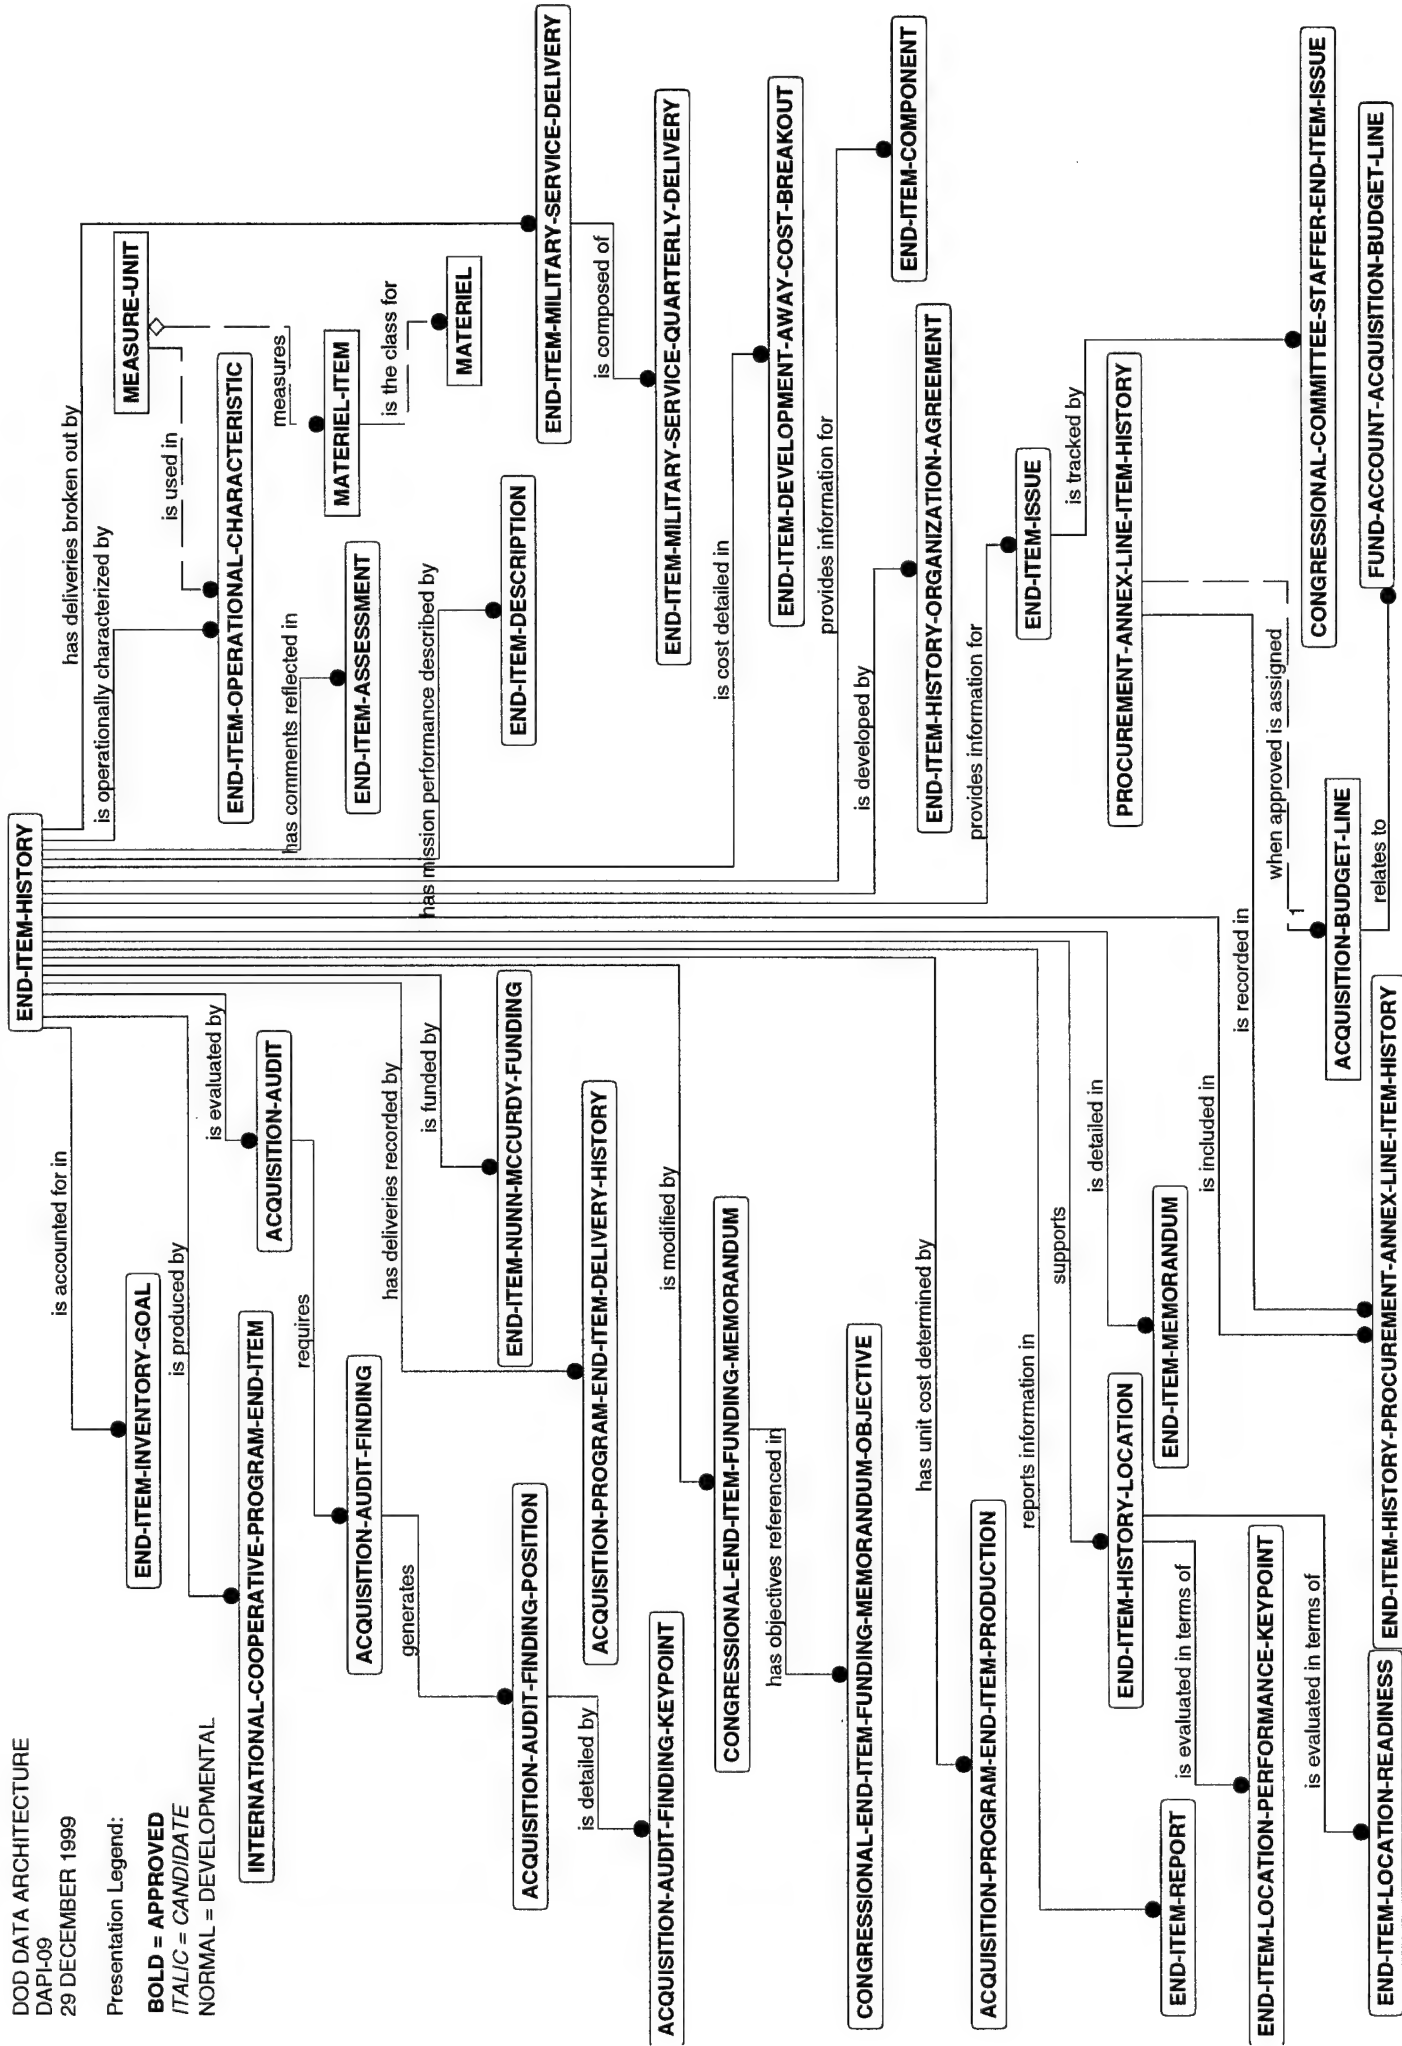 DOD DATA ARCHITECTURE
DAPI-09
29 DECEMBER 1999
Presentation Legend:
BOLD = APPROVED
ITALIC = CANDIDATE
NORMAL = DEVELOPMENTAL
END-ITEM-HISTORY
is accounted for in
has deliveries broken out by
is operationally characterized by
MEASURE-UNIT
END-ITEM-INVENTORY-GOAL
is produced by
is evaluated by
is used in
END-ITEM-OPERATIONAL-CHARACTERISTIC
INTERNATIONAL-COOPERATIVE-PROGRAM-END-ITEM
ACQUISITION-AUDIT
measures
has comments reflected in
requires
MATERIEL-ITEM
END-ITEM-ASSESSMENT
ACQUISITION-AUDIT-FINDING
is the class for
has deliveries recorded by
generates
has mission performance described by
is funded by
MATERIEL
END-ITEM-DESCRIPTION
END-ITEM-NUNN-MCCURDY-FUNDING
ACQUISITION-AUDIT-FINDING-POSITION
END-ITEM-MILITARY-SERVICE-DELIVERY
is detailed by
ACQUISITION-PROGRAM-END-ITEM-DELIVERY-HISTORY
is composed of
ACQUISITION-AUDIT-FINDING-KEYPOINT
is modified by
END-ITEM-MILITARY-SERVICE-QUARTERLY-DELIVERY
CONGRESSIONAL-END-ITEM-FUNDING-MEMORANDUM
is cost detailed in
has objectives referenced in
END-ITEM-DEVELOPMENT-AWAY-COST-BREAKOUT
provides information for
CONGRESSIONAL-END-ITEM-FUNDING-MEMORANDUM-OBJECTIVE
is developed by
END-ITEM-COMPONENT
has unit cost determined by
END-ITEM-HISTORY-ORGANIZATION-AGREEMENT
ACQUISITION-PROGRAM-END-ITEM-PRODUCTION
provides information for
reports information in
END-ITEM-ISSUE
supports
is tracked by
is detailed in
END-ITEM-HISTORY-LOCATION
PROCUREMENT-ANNEX-LINE-ITEM-HISTORY
END-ITEM-MEMORANDUM
END-ITEM-REPORT
is evaluated in terms of
is included in
is recorded in
END-ITEM-LOCATION-PERFORMANCE-KEYPOINT
when approved is assigned
1
is evaluated in terms of
CONGRESSIONAL-COMMITTEE-STAFFER-END-ITEM-ISSUE
ACQUISITION-BUDGET-LINE
relates to
END-ITEM-LOCATION-READINESS
END-ITEM-HISTORY-PROCUREMENT-ANNEX-LINE-ITEM-HISTORY
FUND-ACCOUNT-ACQUISITION-BUDGET-LINE